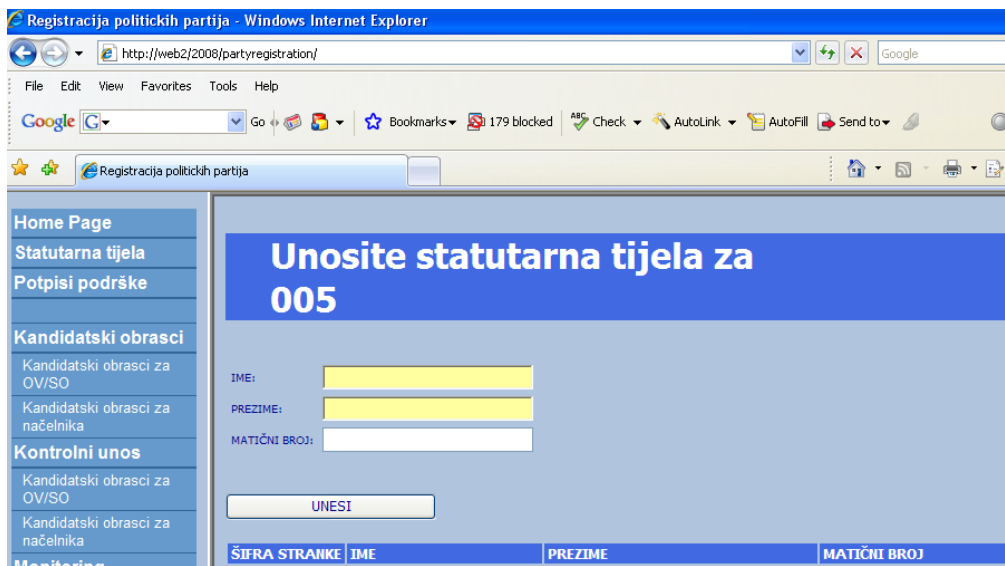 Registracija politickih partija - Windows Internet Explorer
http://web2/2008/partyregistration/
Google
File Edit View Favorites Tools Help
Google G Go Bookmarks 179 blocked ABC Check AutoLink AutoFill Send to
Registracija politickih partija
Home Page
Statutarna tijela
Potpisi podrške
Kandidatski obrasci
Kandidatski obrasci za
OV/SO
Kandidatski obrasci za
načelnika
Kontrolni unos
Kandidatski obrasci za
OV/SO
Kandidatski obrasci za
načelnika
Monitoring
Unosite statutarna tijela za
005
IME:
PREZIME:
MATIČNI BROJ:
UNESI
ŠIFRA STRANKE IME PREZIME MATIČNI BROJ